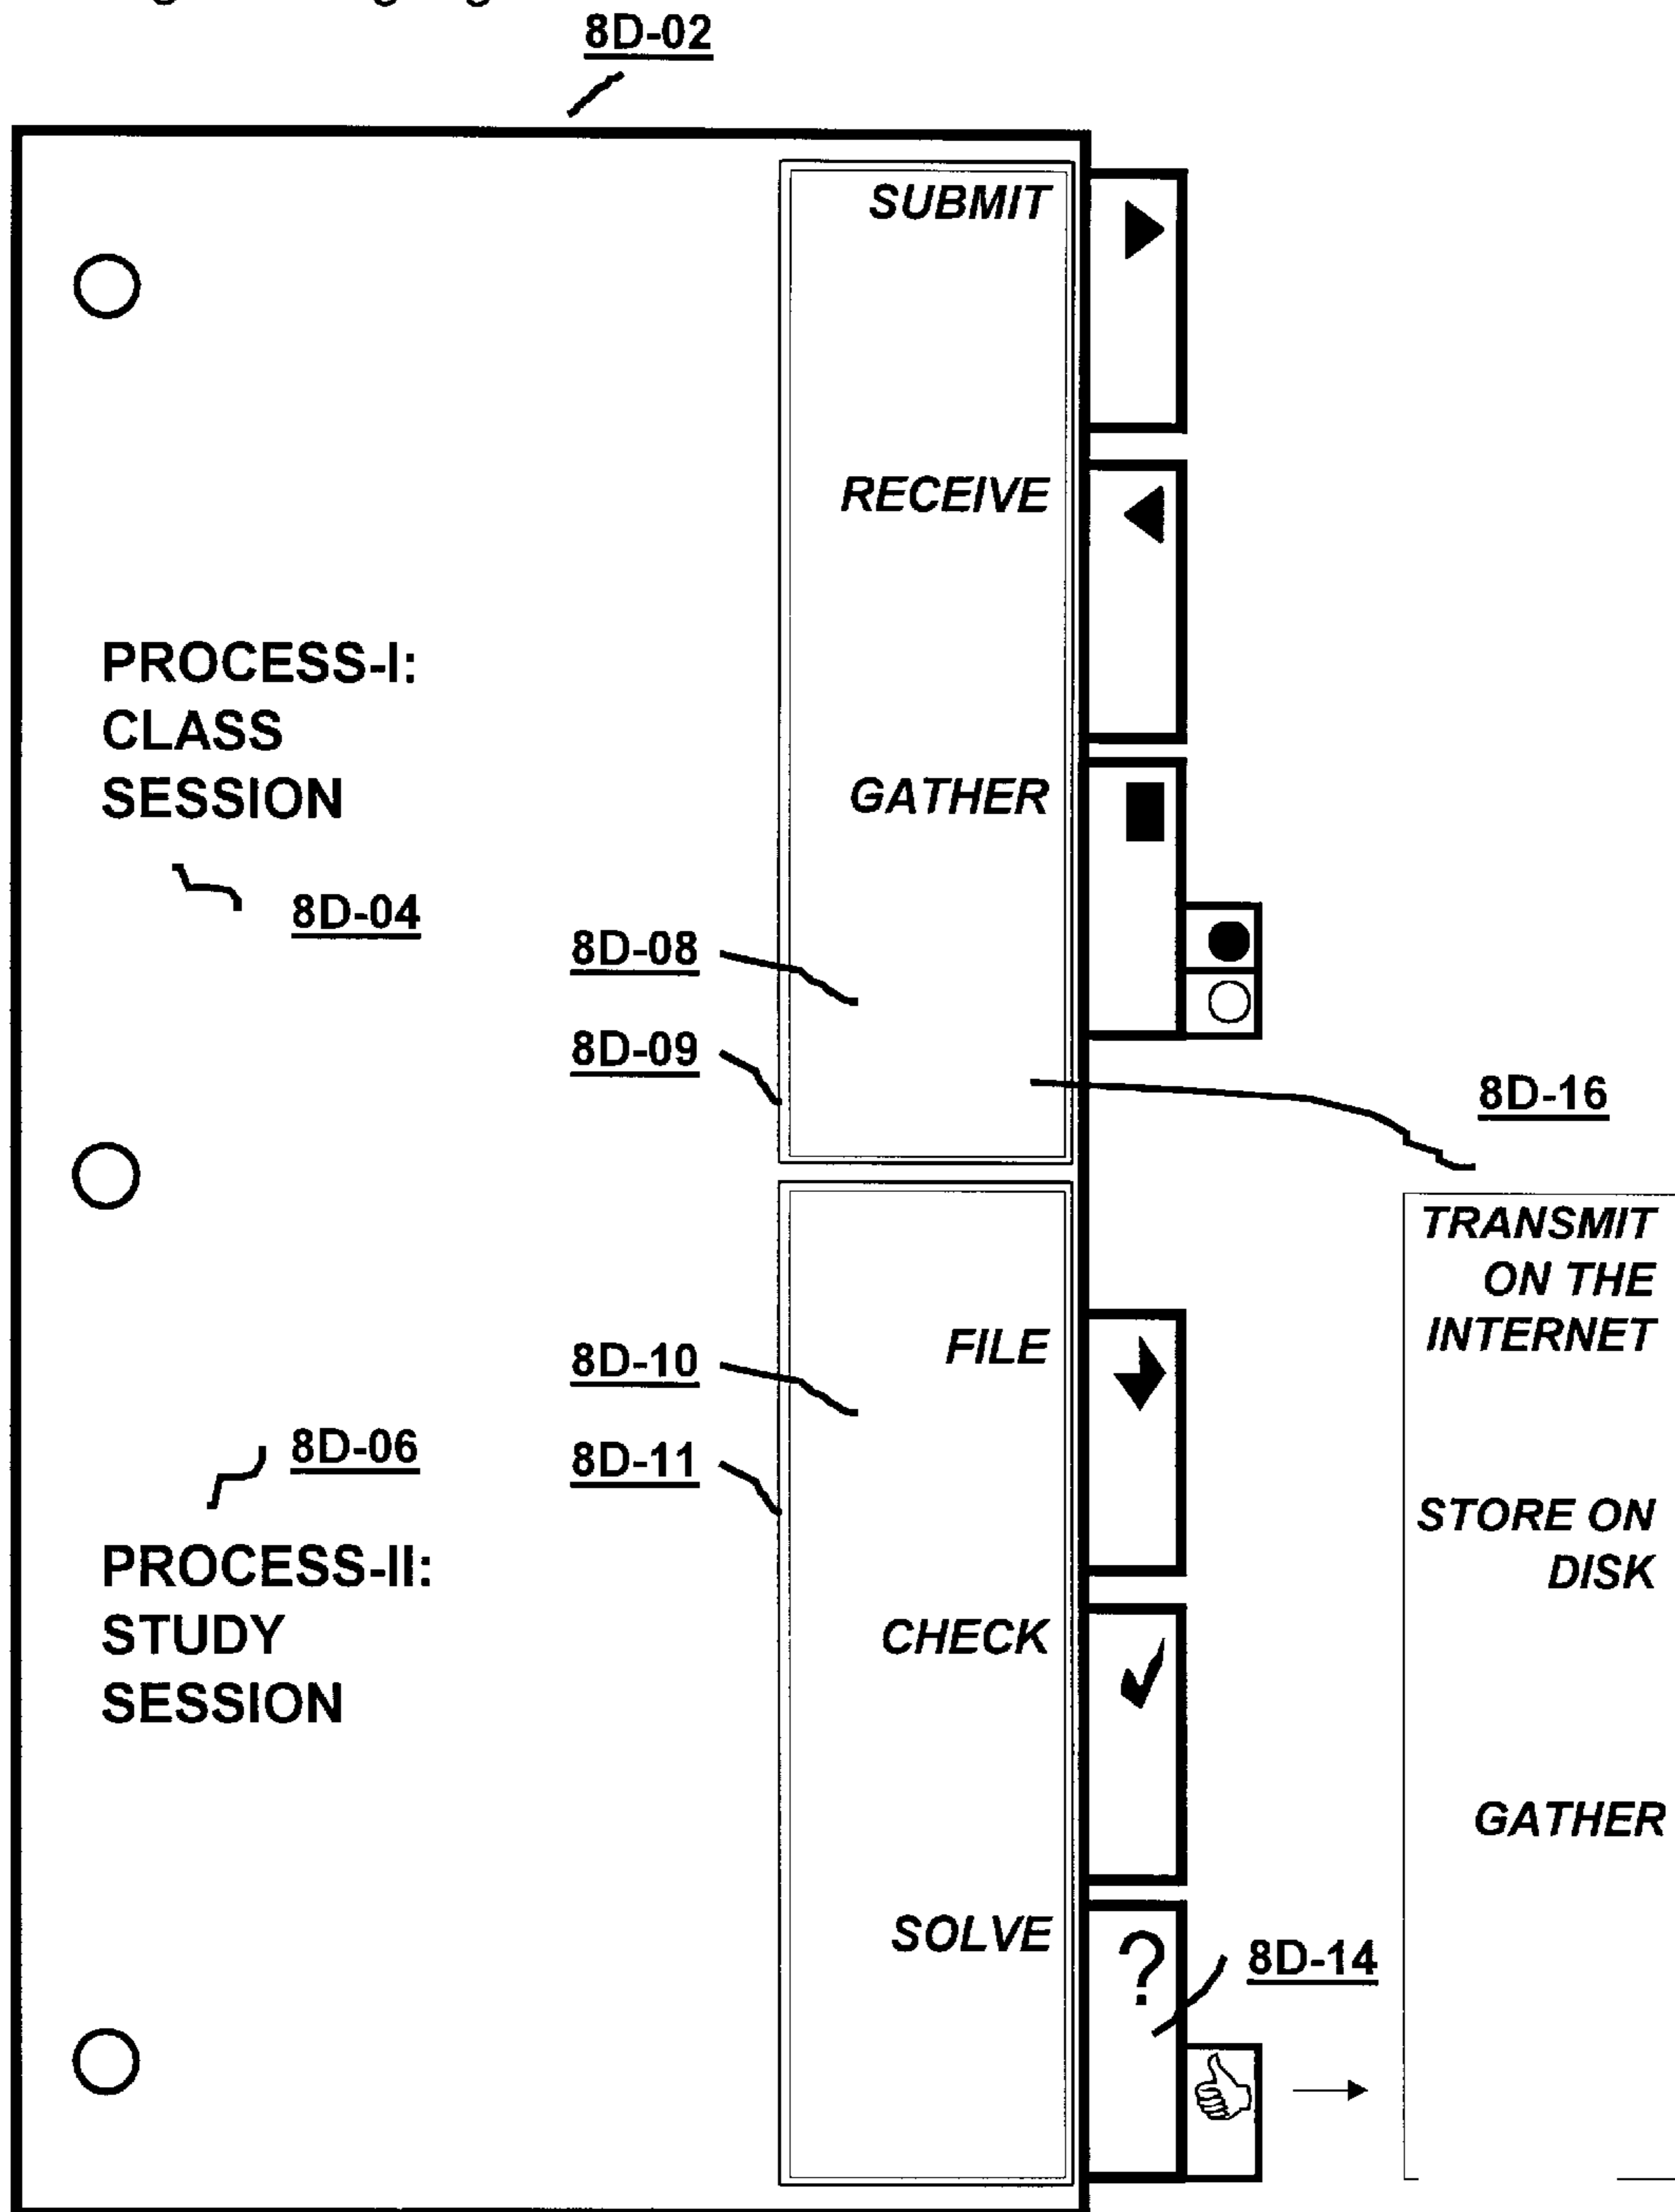 8D-02
SUBMIT
RECEIVE
PROCESS-I:
CLASS
SESSION
GATHER
8D-04
8D-08
8D-09
8D-16
TRANSMIT
ON THE
INTERNET
FILE
8D-10
8D-06
8D-11
STORE ON
DISK
PROCESS-II:
STUDY
SESSION
CHECK
GATHER
SOLVE
?
8D-14